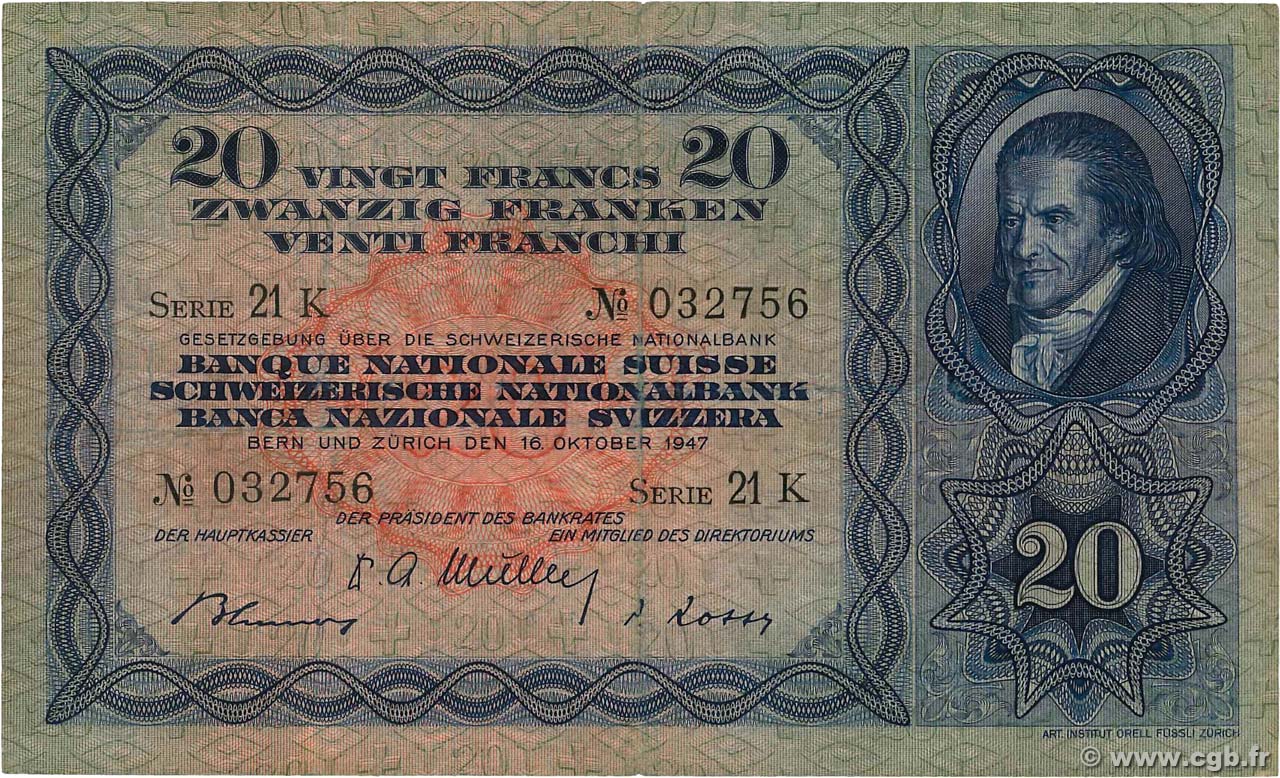 20 VINGT FRANCS 20
ZWANZIG FRANKEN
VENTI FRANCHI
SERIE 21 K № 032756
GESETZGEBUNG ÜBER DIE SCHWEIZERISCHE NATIONALBANK
BANQUE NATIONALE SUISSE
SCHWEIZERISCHE NATIONALBANK
BANCA NAZIONALE SVIZZERA
BERN UND ZÜRICH DEN 16. OKTOBER 1947
№ 032756 SERIE 21 K
DER PRÄSIDENT DES BANKRATES
DER HAUPTKASSIER EIN MITGLIED DES DIREKTORIUMS
Müller
Rossy
20
ART. INSTITUT ORELL FÜSSLI ZÜRICH
© www.cgb.fr